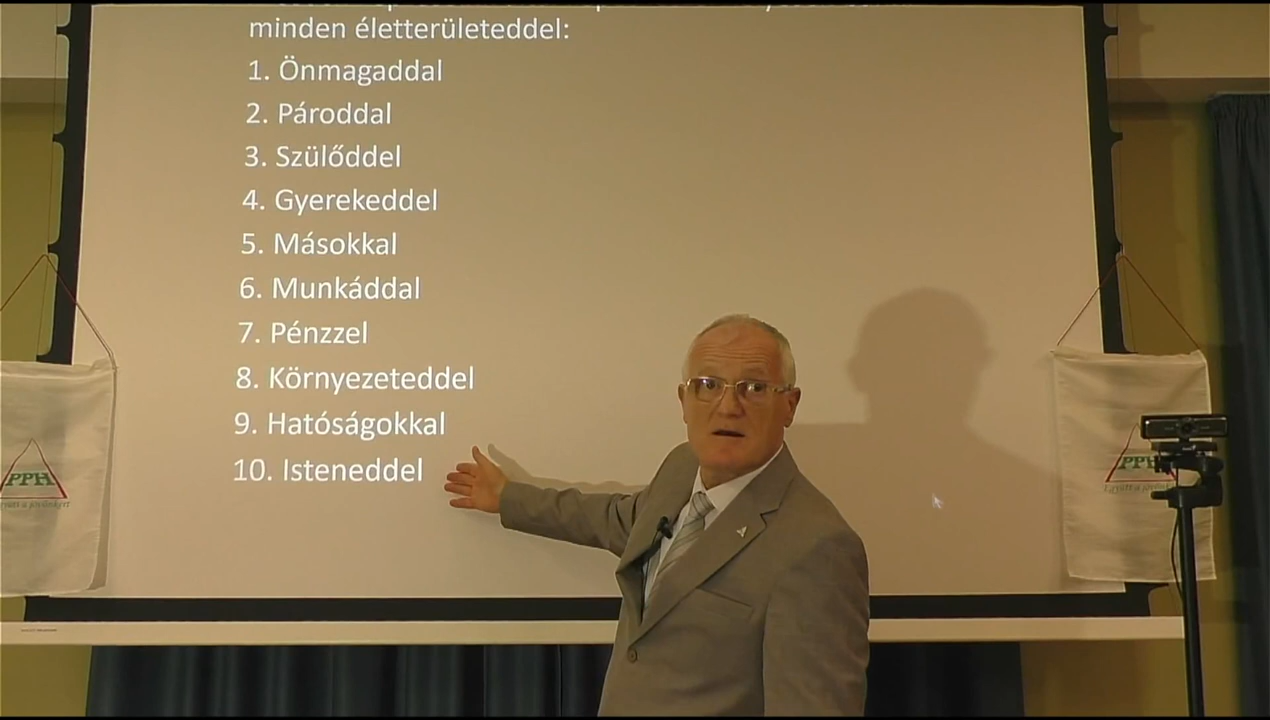 minden életterületeddel:
1. Önmagaddal
2. Pároddal
3. Szülőddel
4. Gyerekeddel
5. Másokkal
6. Munkáddal
7. Pénzzel
8. Környezeteddel
9. Hatóságokkal
10. Isteneddel
PPH
PPH